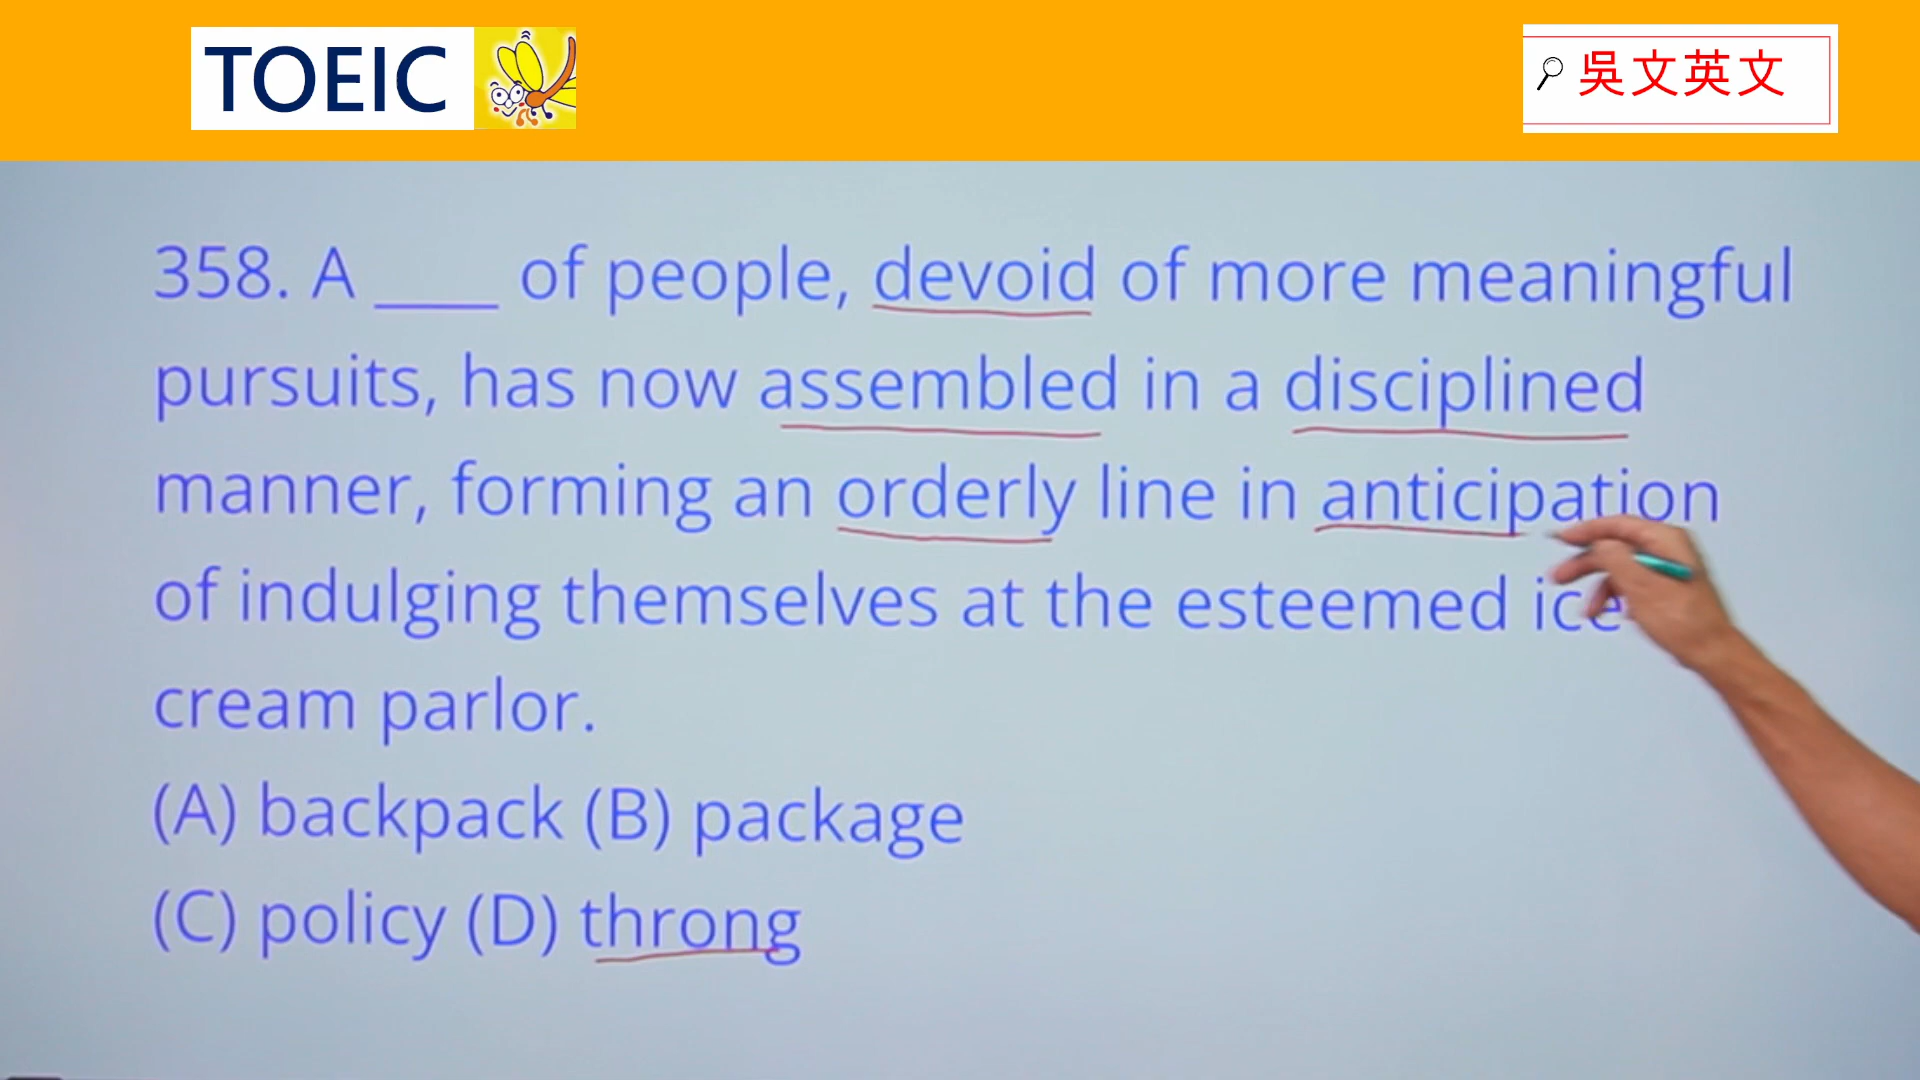 TOEIC
吳文英文
358. A ____ of people, devoid of more meaningful
pursuits, has now assembled in a disciplined
manner, forming an orderly line in anticipation
of indulging themselves at the esteemed ice
cream parlor.
(A) backpack (B) package
(C) policy (D) throng